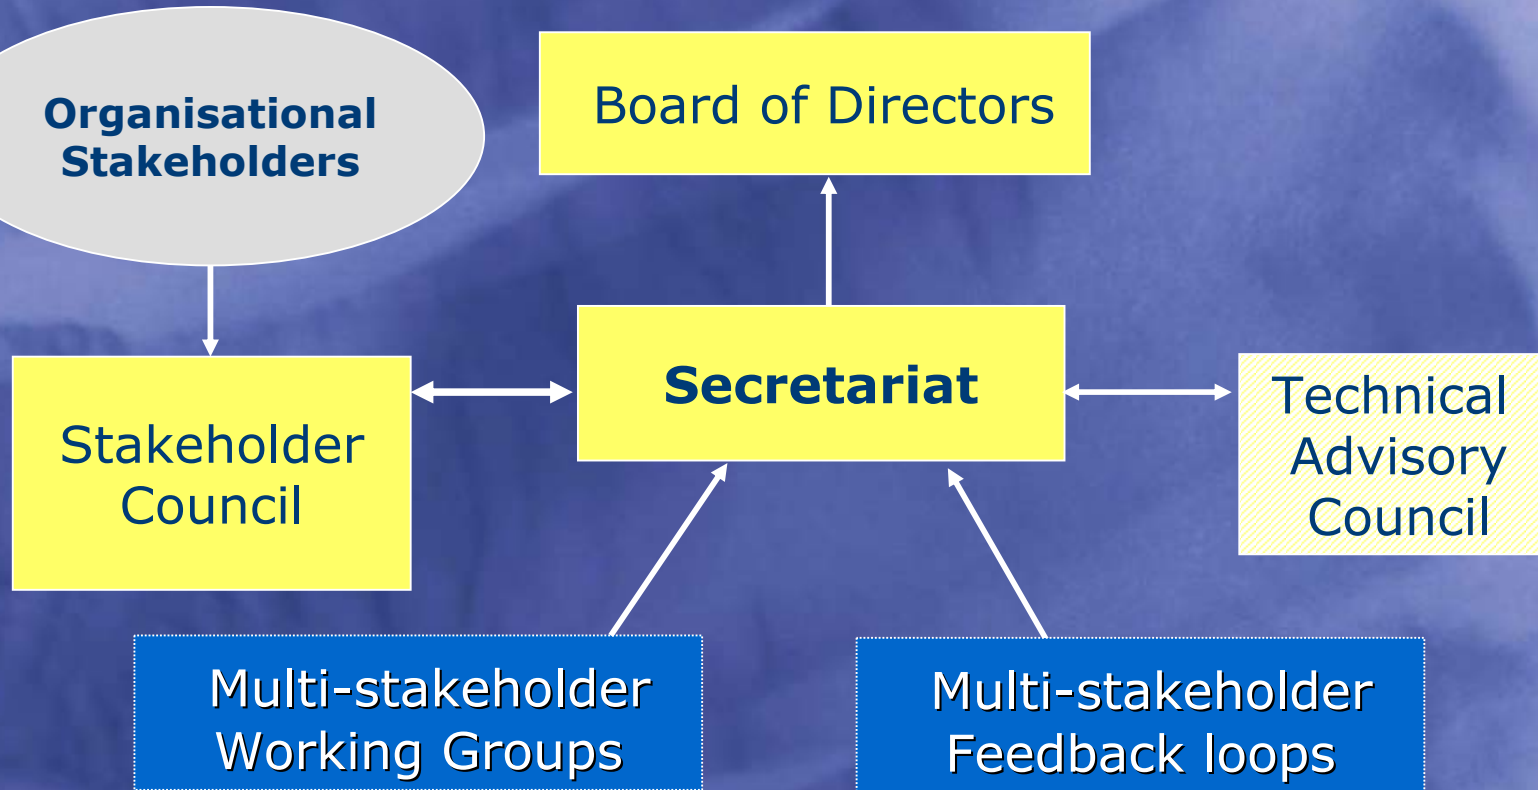 Organisational
Stakeholders
Board of Directors
Secretariat
Stakeholder
Council
Technical
Advisory
Council
Multi-stakeholder
Working Groups
Multi-stakeholder
Feedback loops